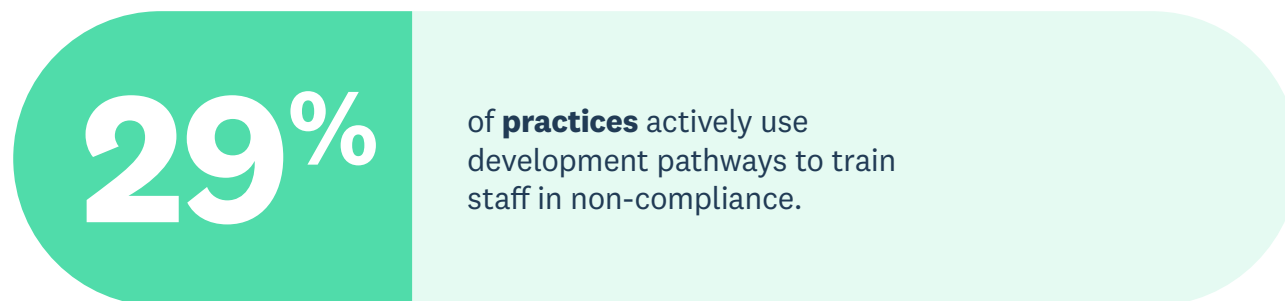 29%
of practices actively use
development pathways to train
staff in non-compliance.